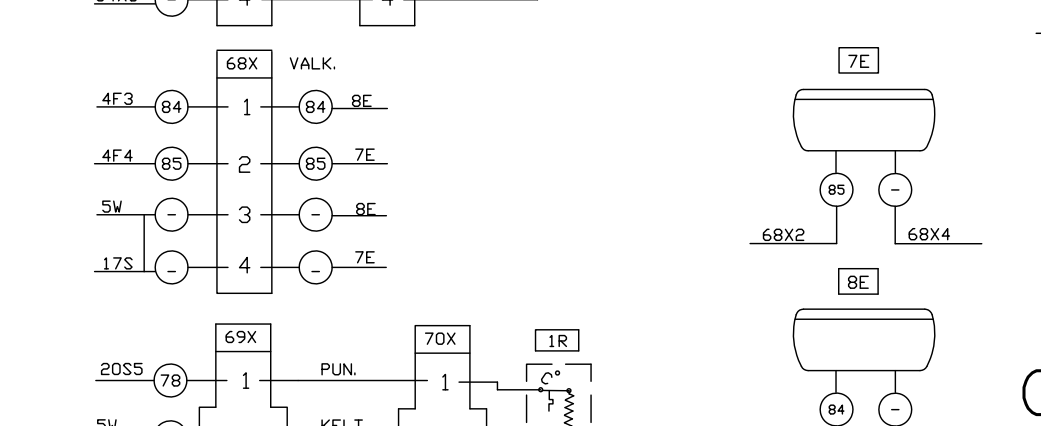 68X VALK.
4F3 84 1 84 8E
4F4 85 2 85 7E
5W - 3 - 8E
17S - 4 - 7E
7E
85 -
68X2 68X4
8E
84 -
69X 70X 1R
20S5 78 1 PUN. 1 C°
5W